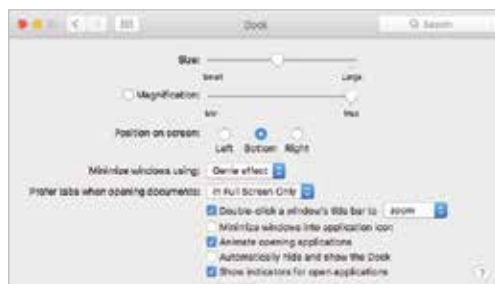 Dock
Search
Size:
Small Large
Magnification:
Min Max
Position on screen:
Left Bottom Right
Minimize windows using: Genie effect
Prefer tabs when opening documents: In Full Screen Only
Double-click a window's title bar to zoom
Minimize windows into application icon
Animate opening applications
Automatically hide and show the Dock
Show indicators for open applications
?